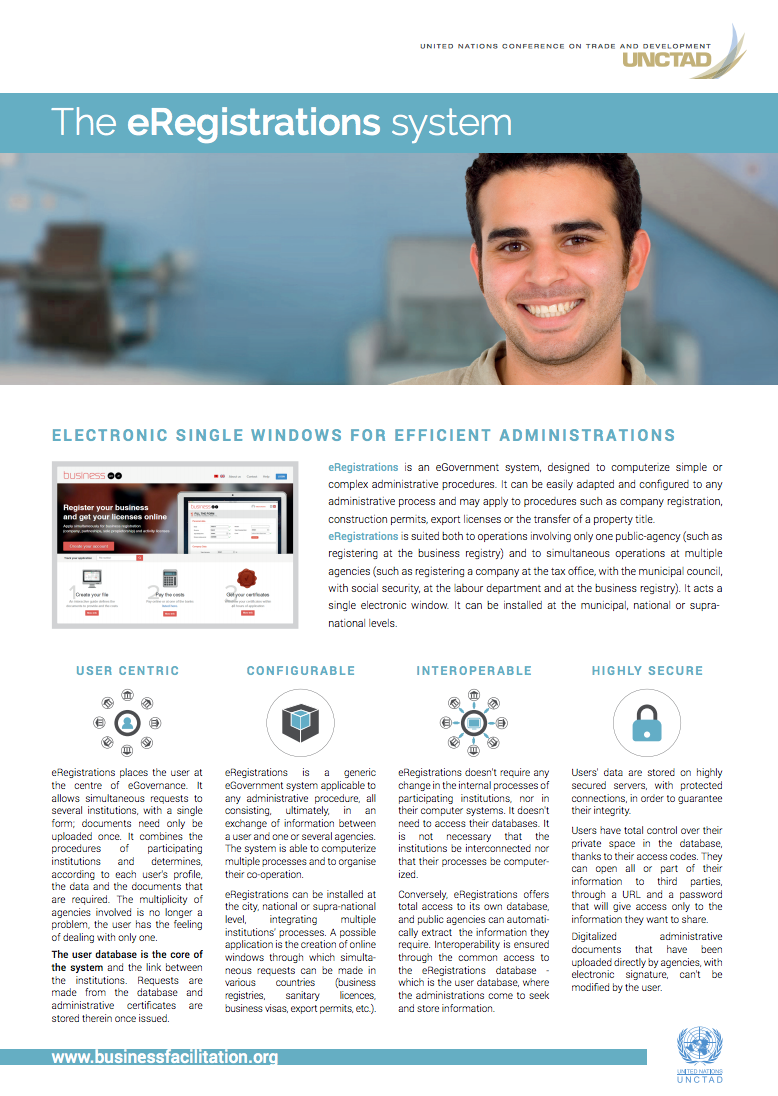 UNITED NATIONS CONFERENCE ON TRADE AND DEVELOPMENT
UNCTAD
The eRegistrations system
ELECTRONIC SINGLE WINDOWS FOR EFFICIENT ADMINISTRATIONS
business
Register your business
and get your licenses online
Apply simultaneously for business registration
Create your account
1 Create your file
2 Pay the costs
3 Get your certificates
eRegistrations is an eGovernment system, designed to computerize simple or
complex administrative procedures. It can be easily adapted and configured to any
administrative process and may apply to procedures such as company registration,
construction permits, export licenses or the transfer of a property title.
eRegistrations is suited both to operations involving only one public-agency (such as
registering at the business registry) and to simultaneous operations at multiple
agencies (such as registering a company at the tax office, with the municipal council,
with social security, at the labour department and at the business registry). It acts a
single electronic window. It can be installed at the municipal, national or supra-
national levels.
USER CENTRIC
eRegistrations places the user at
the centre of eGovernance. It
allows simultaneous requests to
several institutions, with a single
form; documents need only be
uploaded once. It combines the
procedures of participating
institutions and determines,
according to each user's profile,
the data and the documents that
are required. The multiplicity of
agencies involved is no longer a
problem, the user has the feeling
of dealing with only one.
The user database is the core of
the system and the link between
the institutions. Requests are
made from the database and
administrative certificates are
stored therein once issued.
CONFIGURABLE
eRegistrations is a generic
eGovernment system applicable to
any administrative procedure, all
consisting, ultimately, in an
exchange of information between
a user and one or several agencies.
The system is able to computerize
multiple processes and to organise
their co-operation.
eRegistrations can be installed at
the city, national or supra-national
level, integrating multiple
institutions' processes. A possible
application is the creation of online
windows through which simulta-
neous requests can be made in
various countries (business
registries, sanitary licences,
business visas, export permits, etc.).
INTEROPERABLE
eRegistrations doesn't require any
change in the internal processes of
participating institutions, nor in
their computer systems. It doesn't
need to access their databases. It
is not necessary that the
institutions be interconnected nor
that their processes be computer-
ized.
Conversely, eRegistrations offers
total access to its own database,
and public agencies can automati-
cally extract the information they
require. Interoperability is ensured
through the common access to
the eRegistrations database -
which is the user database, where
the administrations come to seek
and store information.
HIGHLY SECURE
Users' data are stored on highly
secured servers, with protected
connections, in order to guarantee
their integrity.
Users have total control over their
private space in the database,
thanks to their access codes. They
can open all or part of their
information to third parties,
through a URL and a password
that will give access only to the
information they want to share.
Digitalized administrative
documents that have been
uploaded directly by agencies, with
electronic signature, can't be
modified by the user.
www.businessfacilitation.org
UNITED NATIONS
UNCTAD